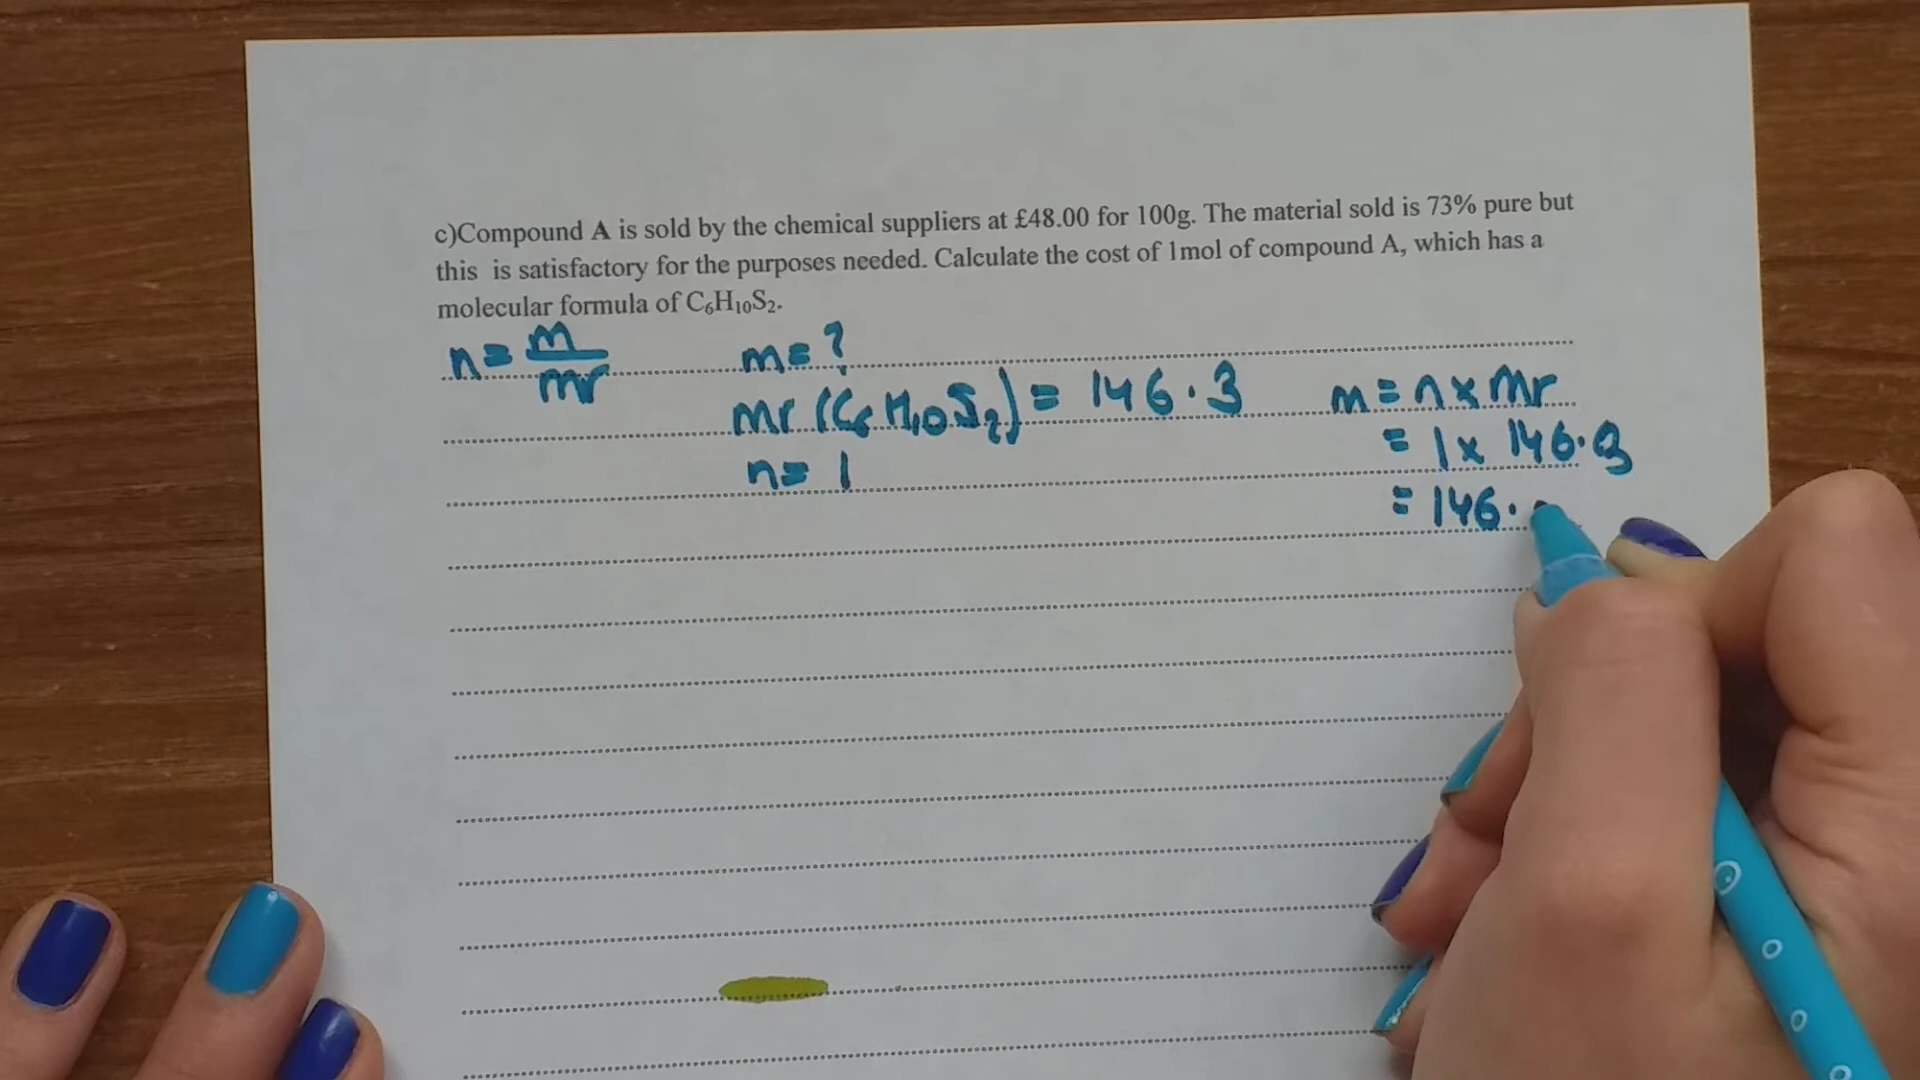 c)Compound A is sold by the chemical suppliers at £48.00 for 100g. The material sold is 73% pure but
this is satisfactory for the purposes needed. Calculate the cost of 1mol of compound A, which has a
molecular formula of C₆H₁₀S₂.
n = m/mr
m = ?
mr (C₆H₁₀S₂) = 146.3
n = 1
m = n x mr
= 1 x 146.3
= 146.